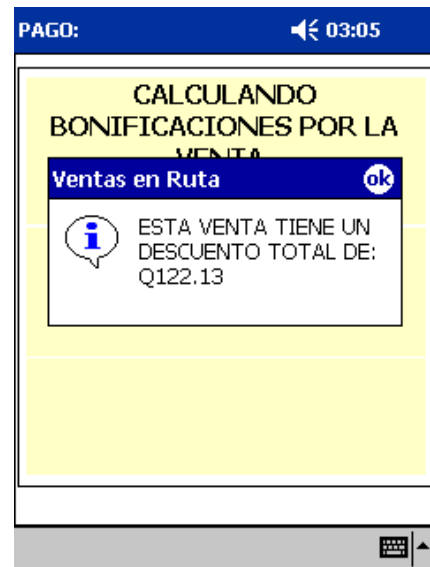 PAGO: 03:05
CALCULANDO
BONIFICACIONES POR LA
VENTA
Ventas en Ruta ok
ESTA VENTA TIENE UN
DESCUENTO TOTAL DE:
Q122.13